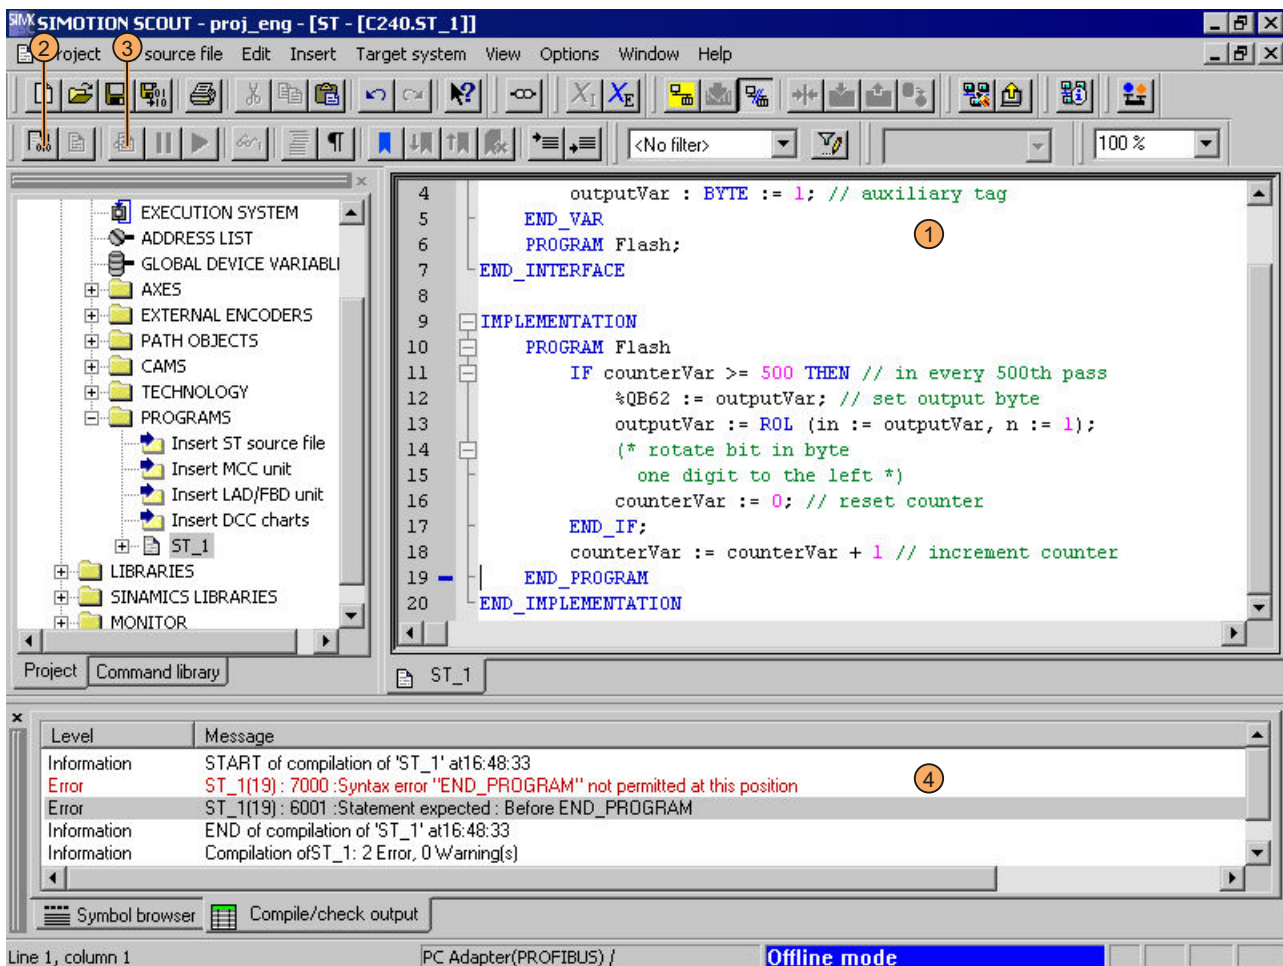 SIMOTION SCOUT - proj_eng - [ST - [C240.ST_1]]
2 3
Project source file Edit Insert Target system View Options Window Help
<No filter> 100 %
EXECUTION SYSTEM
ADDRESS LIST
GLOBAL DEVICE VARIABL
AXES
EXTERNAL ENCODERS
PATH OBJECTS
CAMS
TECHNOLOGY
PROGRAMS
Insert ST source file
Insert MCC unit
Insert LAD/FBD unit
Insert DCC charts
ST_1
LIBRARIES
SINAMICS LIBRARIES
MONITOR
Project Command library
4 outputVar : BYTE := 1; // auxiliary tag
5 END_VAR
1
6 PROGRAM Flash;
7 END_INTERFACE
8
9 IMPLEMENTATION
10 PROGRAM Flash
11 IF counterVar >= 500 THEN // in every 500th pass
12 %QB62 := outputVar; // set output byte
13 outputVar := ROL (in := outputVar, n := 1);
14 (* rotate bit in byte
15 one digit to the left *)
16 counterVar := 0; // reset counter
17 END_IF;
18 counterVar := counterVar + 1 // increment counter
19 END_PROGRAM
20 END_IMPLEMENTATION
ST_1
Level Message
Information START of compilation of 'ST_1' at16:48:33
Error ST_1(19) : 7000 :Syntax error "END_PROGRAM" not permitted at this position
4
Error ST_1(19) : 6001 :Statement expected : Before END_PROGRAM
Information END of compilation of 'ST_1' at16:48:33
Information Compilation ofST_1: 2 Error, 0 Warning(s)
Symbol browser Compile/check output
Line 1, column 1 PC Adapter(PROFIBUS) / Offline mode